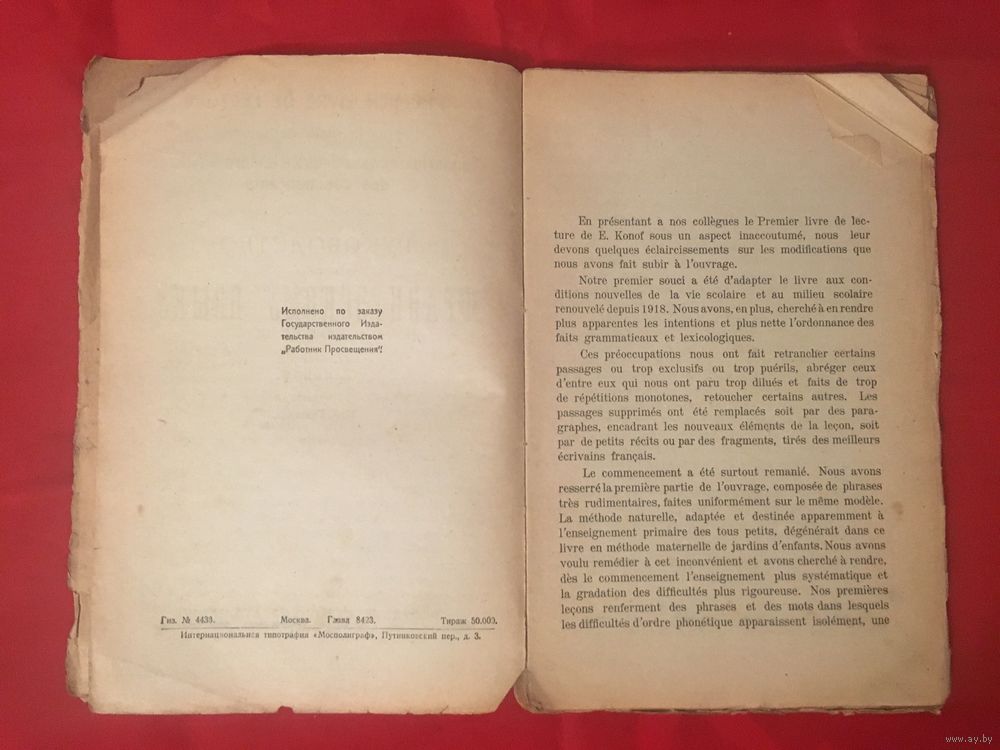 Исполнено по заказу
Государственного Изда-
тельства издательством
„Работник Просвещения“.
Гиз. № 4433. Москва. Главл 8423. Тираж 50.000.
Интернациональная типография «Мосполиграф», Путинковский пер., д. 3.
En présentant a nos collègues le Premier livre de lec-
ture de E. Konof sous un aspect inaccoutumé, nous leur
devons quelques éclaircissements sur les modifications que
nous avons fait subir à l'ouvrage.
Notre premier souci a été d'adapter le livre aux con-
ditions nouvelles de la vie scolaire et au milieu scolaire
renouvelé depuis 1918. Nous avons, en plus, cherché à en rendre
plus apparentes les intentions et plus nette l'ordonnance des
faits grammaticaux et lexicologiques.
Ces préoccupations nous ont fait retrancher certains
passages ou trop exclusifs ou trop puérils, abréger ceux
d'entre eux qui nous ont paru trop dilués et faits de trop
de répétitions monotones, retoucher certains autres. Les
passages supprimés ont été remplacés soit par des para-
graphes, encadrant les nouveaux éléments de la leçon, soit
par de petits récits ou par des fragments, tirés des meilleurs
écrivains français.
Le commencement a été surtout remanié. Nous avons
resserré la première partie de l'ouvrage, composée de phrases
très rudimentaires, faites uniformément sur le même modèle.
La méthode naturelle, adaptée et destinée apparemment à
l'enseignement primaire des tous petits, dégénérait dans ce
livre en méthode maternelle de jardins d'enfants. Nous avons
voulu remédier à cet inconvénient et avons cherché à rendre,
dès le commencement l'enseignement plus systématique et
la gradation des difficultés plus rigoureuse. Nos premières
leçons renferment des phrases et des mots dans lesquels
les difficultés d'ordre phonétique apparaissent isolément, une
www.ay.by